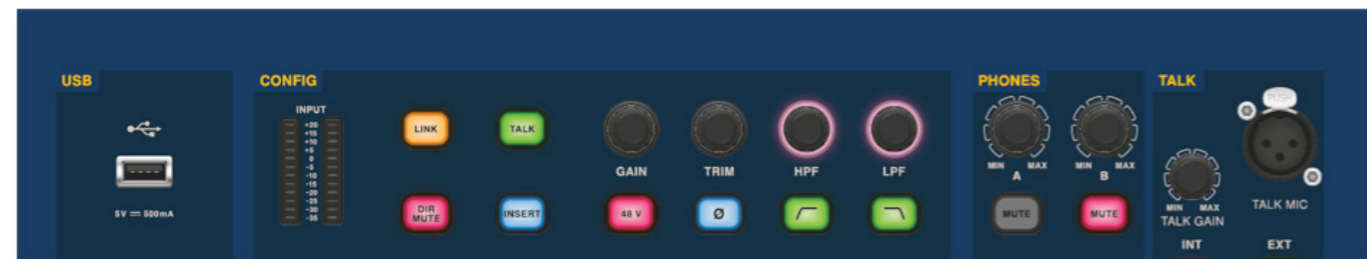 USB
5V ⎓ 500mA
CONFIG
INPUT
+20
+15
+10
+5
0
-5
-10
-15
-20
-25
-30
-35
LINK
TALK
DIR
MUTE
INSERT
GAIN
TRIM
HPF
LPF
48 V
Ø
PHONES
MIN MAX
A
MIN MAX
B
MUTE
MUTE
TALK
PUSH
MIN MAX
TALK GAIN
TALK MIC
INT
EXT